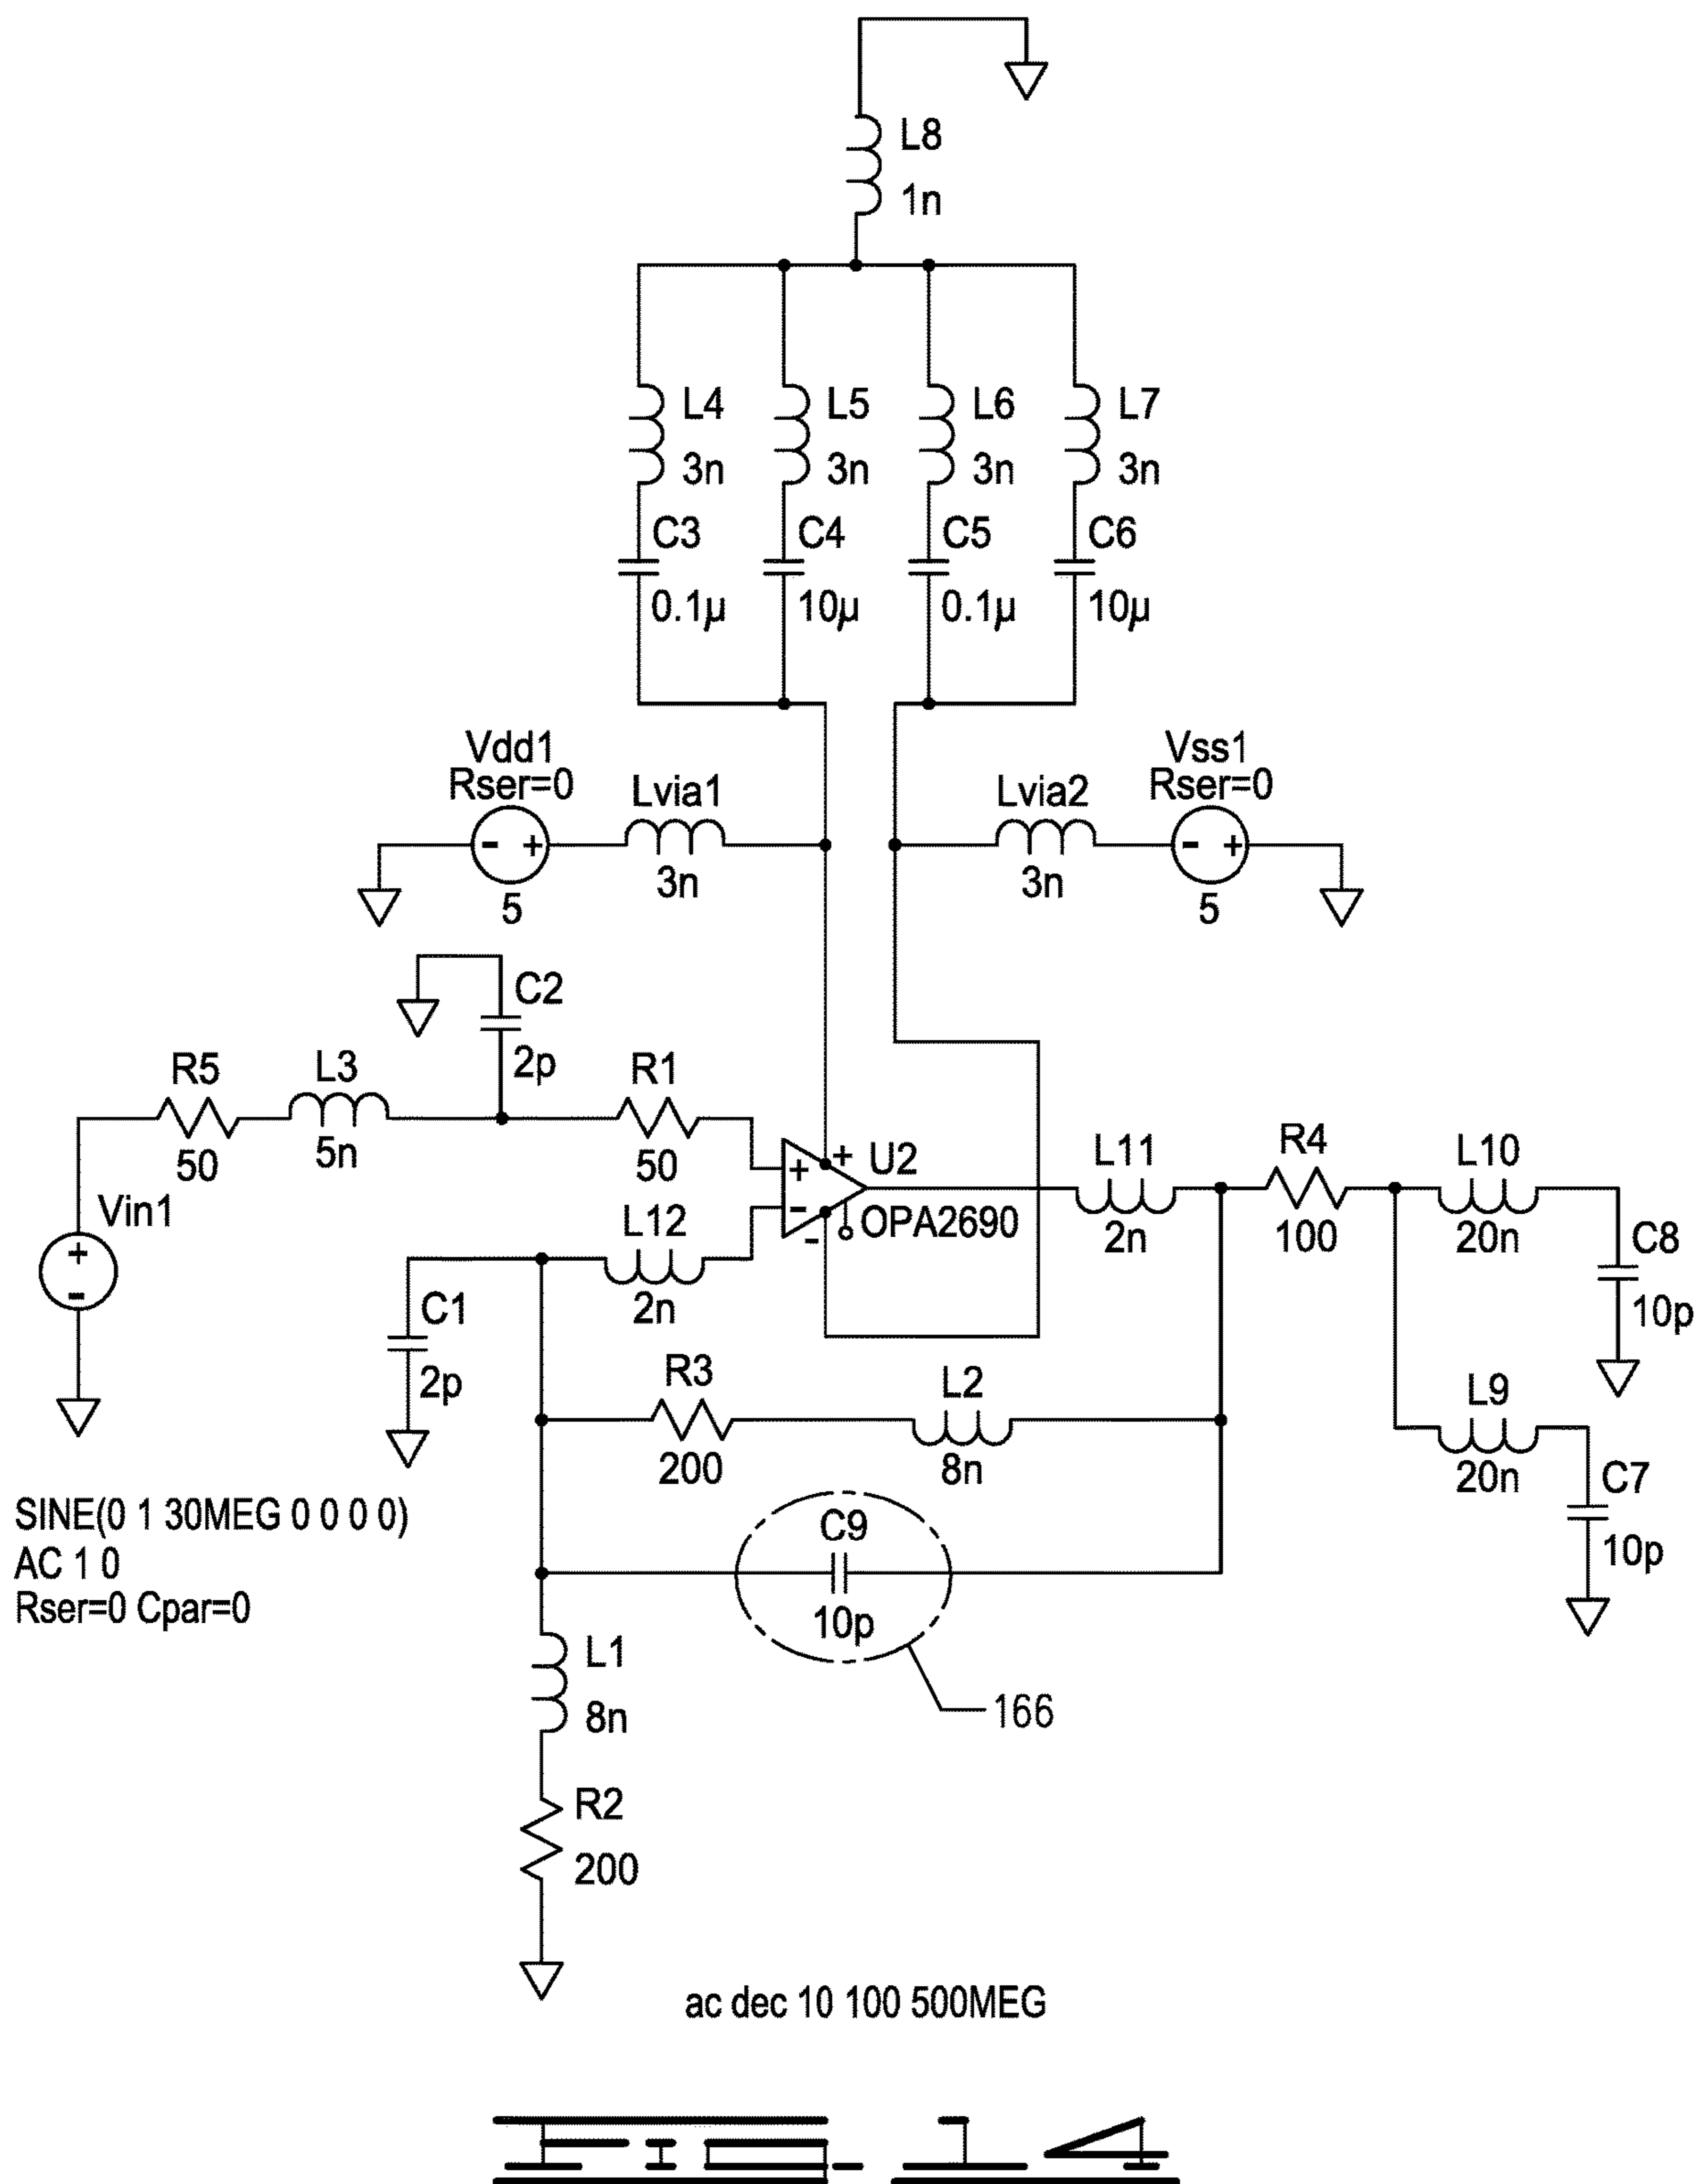 L8
1n
L4
3n
L5
3n
L6
3n
L7
3n
C3
0.1µ
C4
10µ
C5
0.1µ
C6
10µ
Vdd1
Rser=0
- +
5
Lvia1
3n
Lvia2
3n
Vss1
Rser=0
- +
5
C2
2p
R5
50
L3
5n
R1
50
Vin1
+
-
+
-
+
-
U2
OPA2690
L12
2n
C1
2p
L11
2n
R4
100
L10
20n
C8
10p
L9
20n
C7
10p
R3
200
L2
8n
C9
10p
166
SINE(0 1 30MEG 0 0 0 0)
AC 1 0
Rser=0 Cpar=0
L1
8n
R2
200
ac dec 10 100 500MEG
FIG. 14